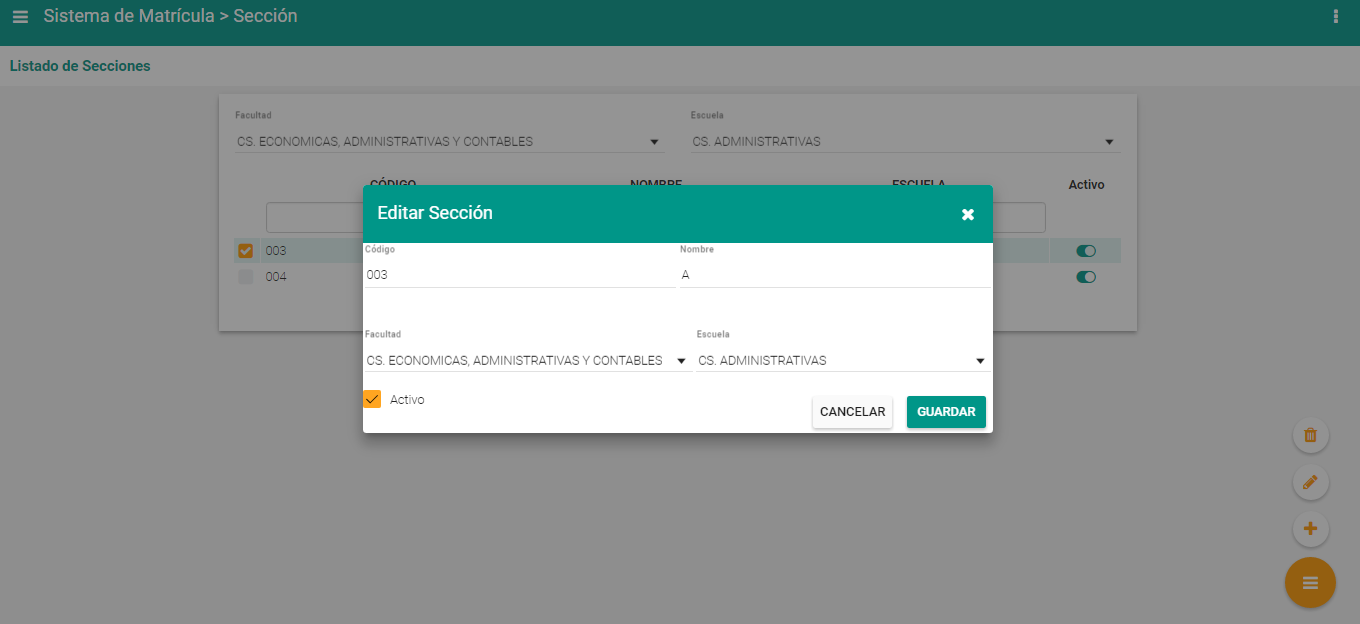 Sistema de Matrícula > Sección
Listado de Secciones
Facultad
Escuela
CS. ECONOMICAS, ADMINISTRATIVAS Y CONTABLES
CS. ADMINISTRATIVAS
CÓDIGO NOMBRE ESCUELA Activo
003
004
Editar Sección
Código
Nombre
003
A
Facultad
Escuela
CS. ECONOMICAS, ADMINISTRATIVAS Y CONTABLES
CS. ADMINISTRATIVAS
Activo
CANCELAR
GUARDAR